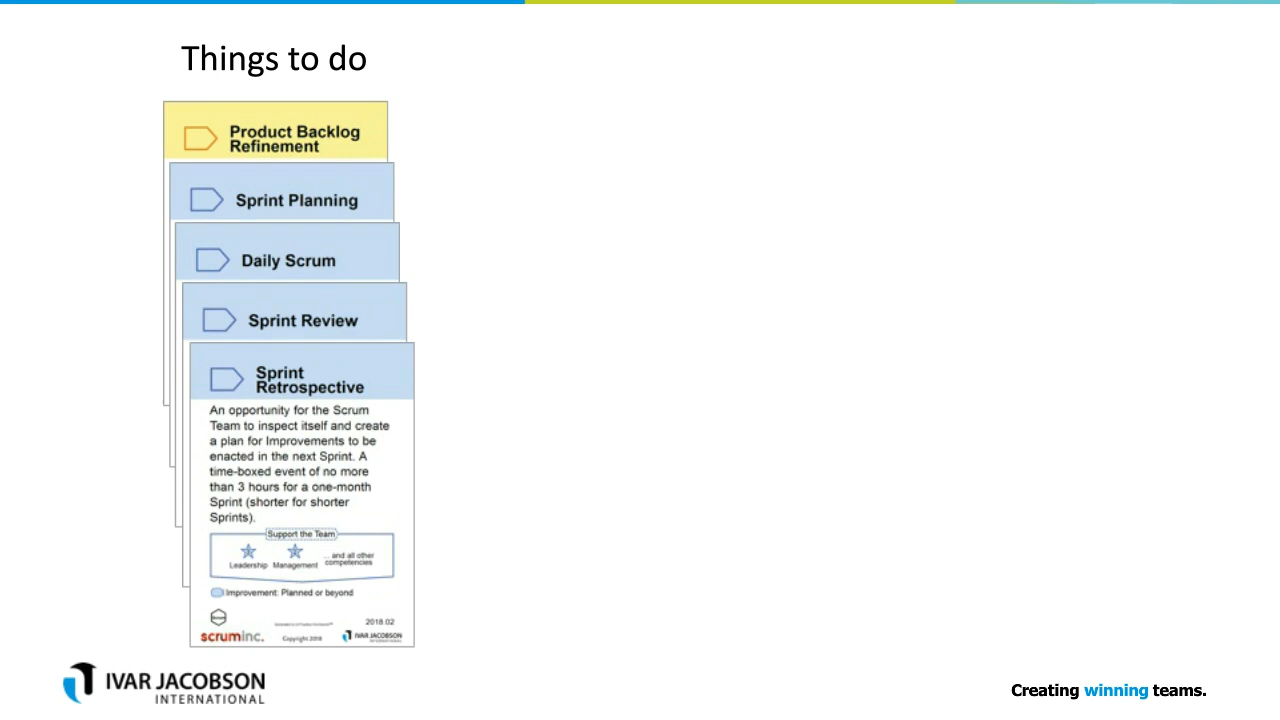 Things to do
Product Backlog
Refinement
Sprint Planning
Daily Scrum
Sprint Review
Sprint
Retrospective
An opportunity for the Scrum
Team to inspect itself and create
a plan for Improvements to be
enacted in the next Sprint. A
time-boxed event of no more
than 3 hours for a one-month
Sprint (shorter for shorter
Sprints).
Support the Team
Leadership Management ... and all other
competencies
Improvement: Planned or beyond
2018.02
scruminc. Copyright 2018 IVAR JACOBSON
INTERNATIONAL
IVAR JACOBSON
INTERNATIONAL
Creating winning teams.